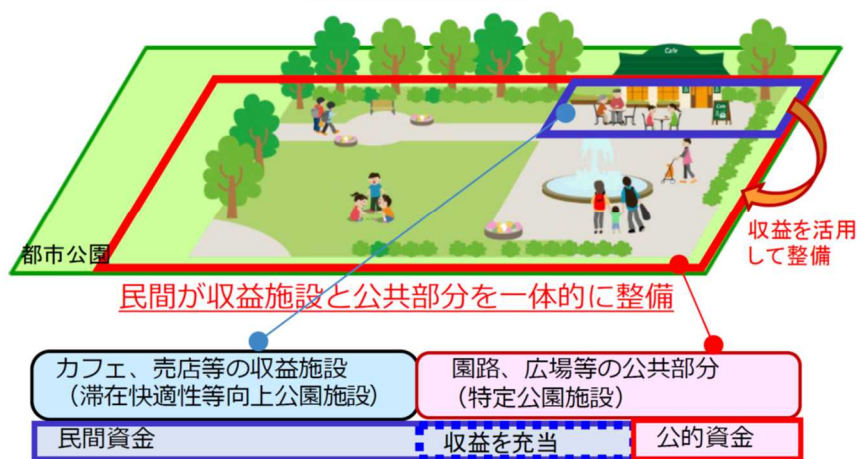 Cafe
Cafe
都市公園
収益を活用
して整備
民間が収益施設と公共部分を一体的に整備
カフェ、売店等の収益施設
（滞在快適性等向上公園施設）
園路、広場等の公共部分
（特定公園施設）
民間資金
収益を充当
公的資金